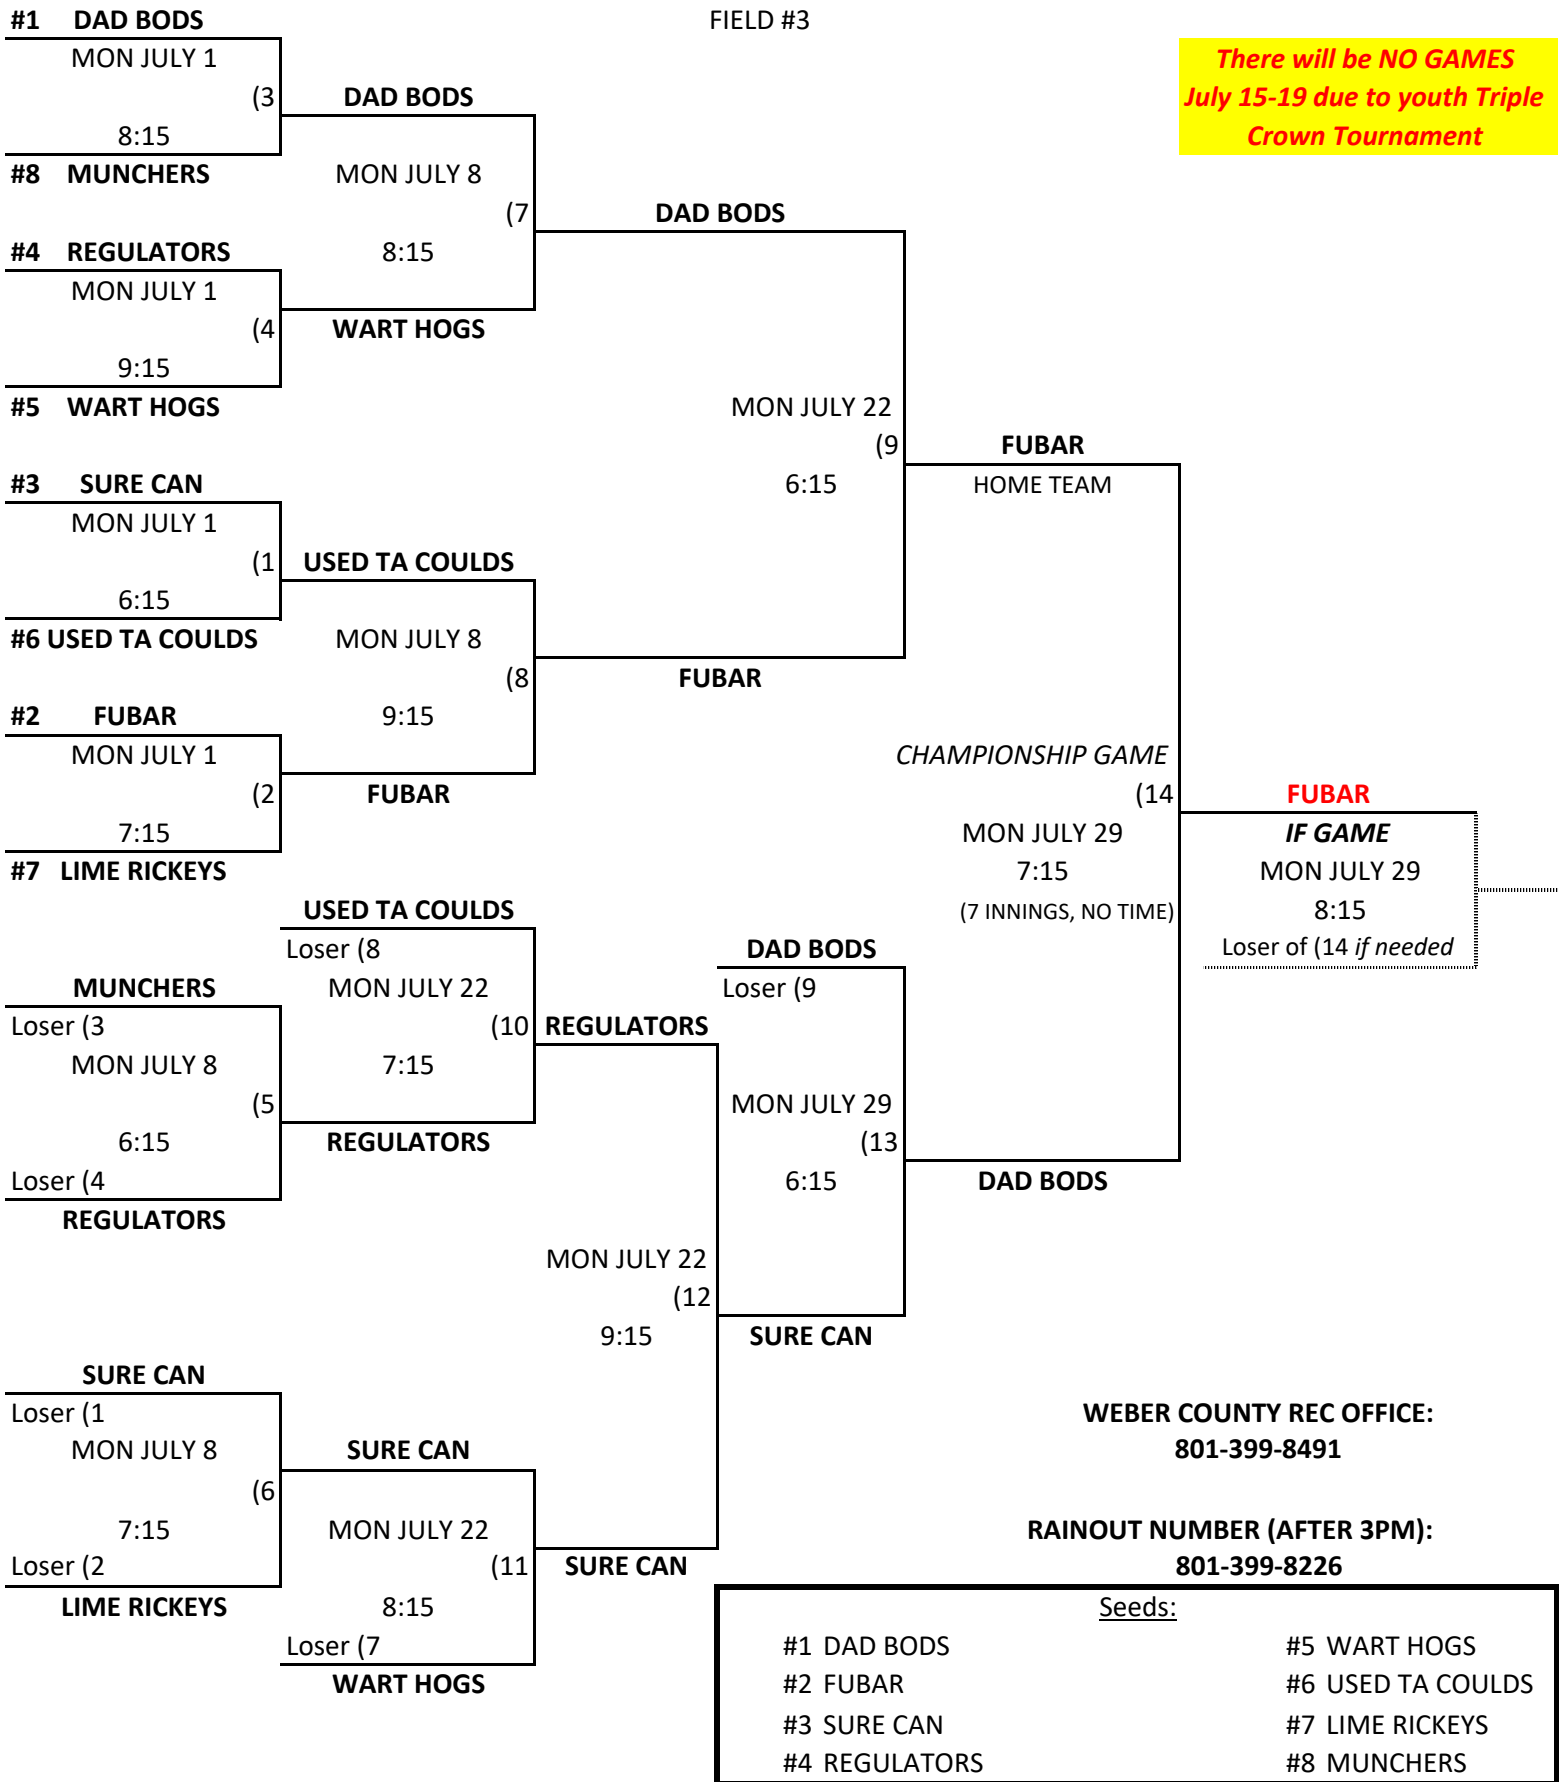 #1 DAD BODS
FIELD #3
MON JULY 1
There will be NO GAMES
July 15-19 due to youth Triple
Crown Tournament
(3
DAD BODS
8:15
#8 MUNCHERS
MON JULY 8
(7
DAD BODS
#4 REGULATORS
8:15
MON JULY 1
(4
WART HOGS
9:15
#5 WART HOGS
MON JULY 22
(9
FUBAR
#3 SURE CAN
6:15
HOME TEAM
MON JULY 1
(1
USED TA COULDS
6:15
#6 USED TA COULDS
MON JULY 8
(8
FUBAR
#2 FUBAR
9:15
MON JULY 1
CHAMPIONSHIP GAME
(2
FUBAR
(14
FUBAR
7:15
MON JULY 29
IF GAME
#7 LIME RICKEYS
7:15
MON JULY 29
USED TA COULDS
(7 INNINGS, NO TIME)
8:15
Loser (8
DAD BODS
Loser of (14 if needed
MUNCHERS
MON JULY 22
Loser (9
Loser (3
(10
REGULATORS
MON JULY 8
7:15
(5
MON JULY 29
6:15
REGULATORS
(13
Loser (4
6:15
DAD BODS
REGULATORS
MON JULY 22
(12
9:15
SURE CAN
SURE CAN
Loser (1
WEBER COUNTY REC OFFICE:
MON JULY 8
SURE CAN
801-399-8491
(6
7:15
MON JULY 22
RAINOUT NUMBER (AFTER 3PM):
Loser (2
(11
SURE CAN
801-399-8226
LIME RICKEYS
8:15
Seeds:
Loser (7
#1 DAD BODS
#5 WART HOGS
WART HOGS
#2 FUBAR
#6 USED TA COULDS
#3 SURE CAN
#7 LIME RICKEYS
#4 REGULATORS
#8 MUNCHERS